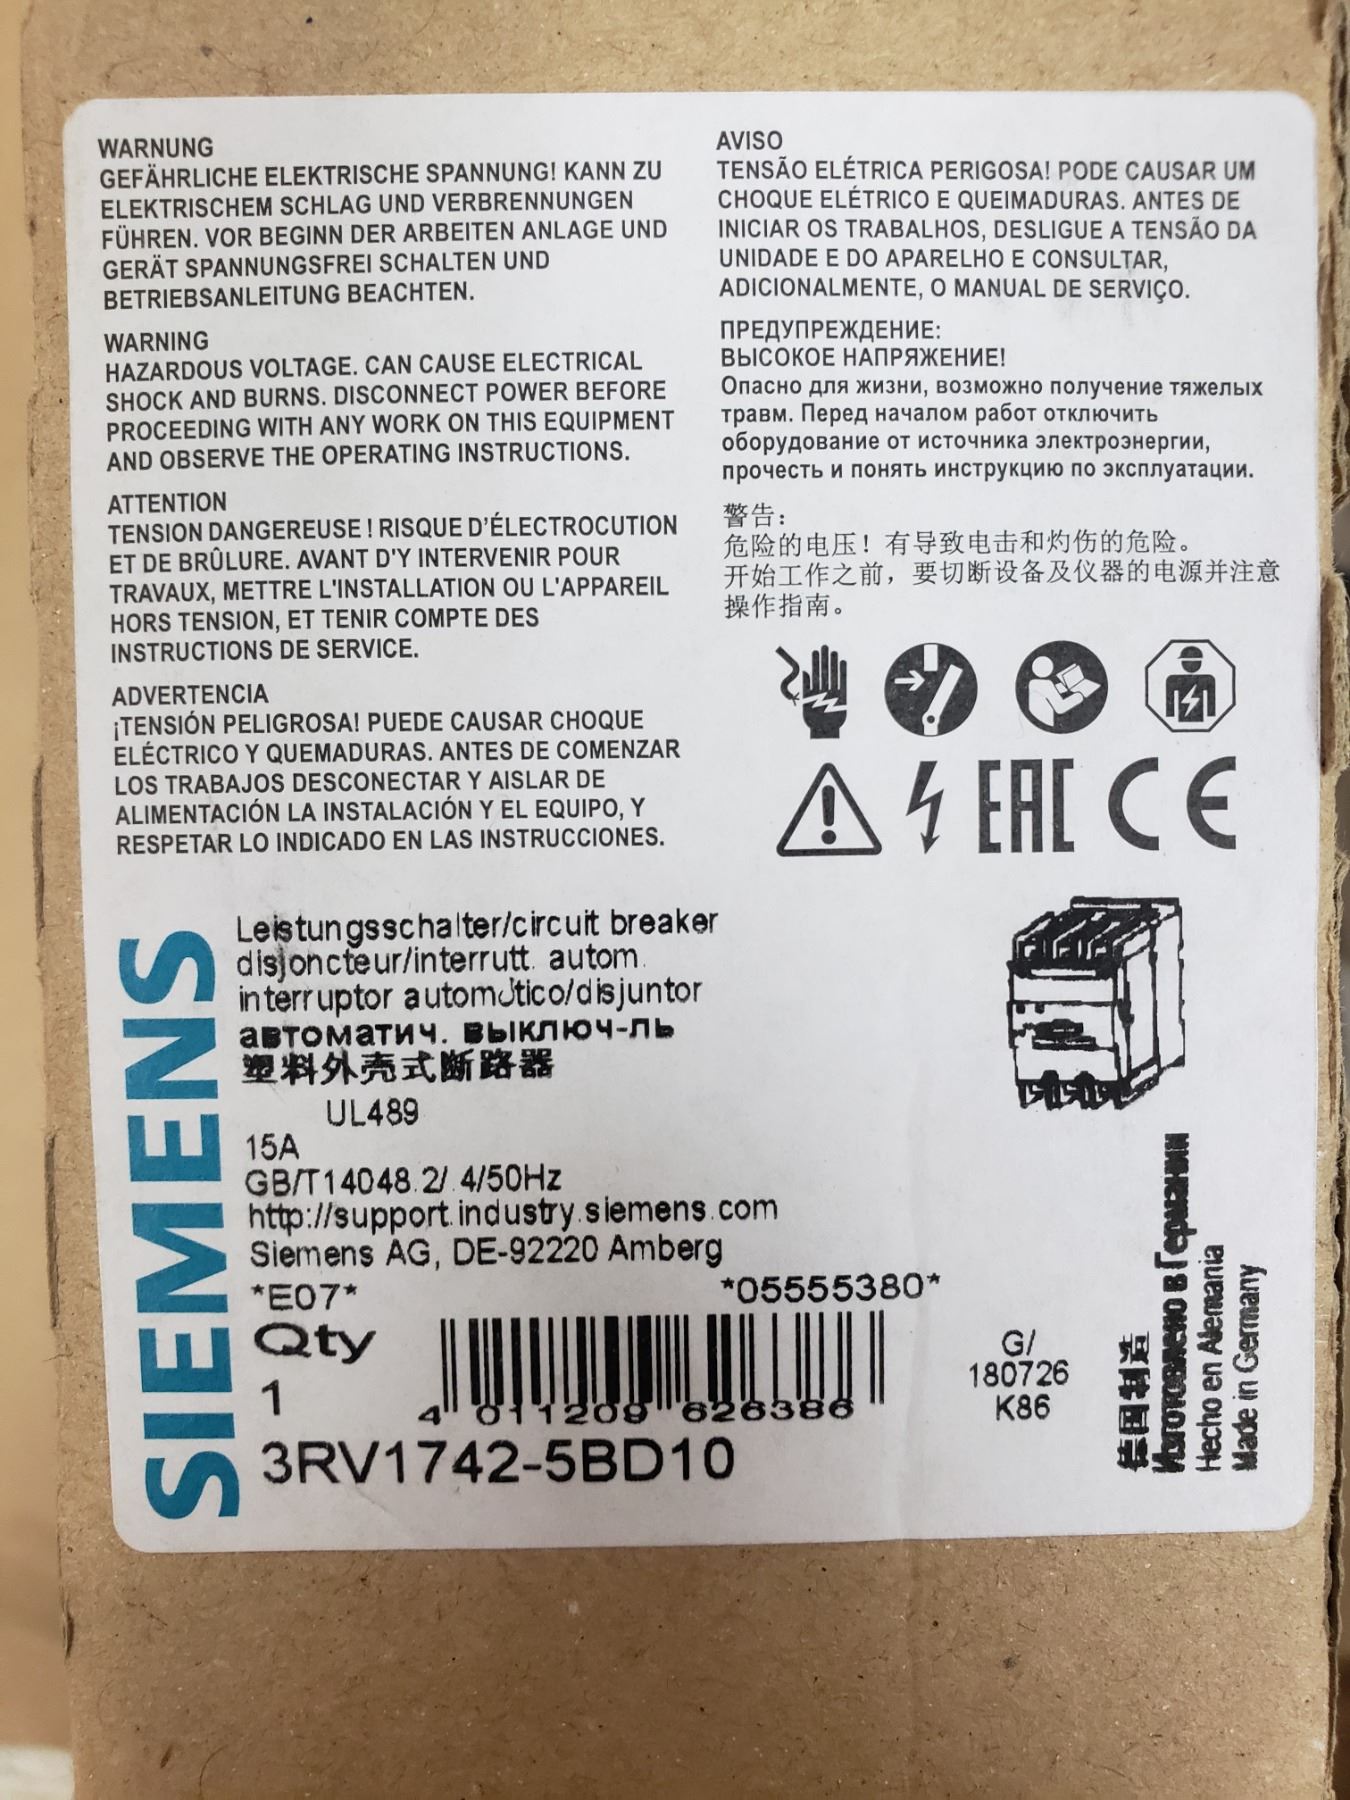 WARNUNG
GEFÄHRLICHE ELEKTRISCHE SPANNUNG! KANN ZU
ELEKTRISCHEM SCHLAG UND VERBRENNUNGEN
FÜHREN. VOR BEGINN DER ARBEITEN ANLAGE UND
GERÄT SPANNUNGSFREI SCHALTEN UND
BETRIEBSANLEITUNG BEACHTEN.
WARNING
HAZARDOUS VOLTAGE. CAN CAUSE ELECTRICAL
SHOCK AND BURNS. DISCONNECT POWER BEFORE
PROCEEDING WITH ANY WORK ON THIS EQUIPMENT
AND OBSERVE THE OPERATING INSTRUCTIONS.
ATTENTION
TENSION DANGEREUSE ! RISQUE D’ÉLECTROCUTION
ET DE BRÛLURE. AVANT D'Y INTERVENIR POUR
TRAVAUX, METTRE L'INSTALLATION OU L'APPAREIL
HORS TENSION, ET TENIR COMPTE DES
INSTRUCTIONS DE SERVICE.
ADVERTENCIA
¡TENSIÓN PELIGROSA! PUEDE CAUSAR CHOQUE
ELÉCTRICO Y QUEMADURAS. ANTES DE COMENZAR
LOS TRABAJOS DESCONECTAR Y AISLAR DE
ALIMENTACIÓN LA INSTALACIÓN Y EL EQUIPO, Y
RESPETAR LO INDICADO EN LAS INSTRUCCIONES.
AVISO
TENSÃO ELÉTRICA PERIGOSA! PODE CAUSAR UM
CHOQUE ELÉTRICO E QUEIMADURAS. ANTES DE
INICIAR OS TRABALHOS, DESLIGUE A TENSÃO DA
UNIDADE E DO APARELHO E CONSULTAR,
ADICIONALMENTE, O MANUAL DE SERVIÇO.
ПРЕДУПРЕЖДЕНИЕ:
ВЫСОКОЕ НАПРЯЖЕНИЕ!
Опасно для жизни, возможно получение тяжелых
травм. Перед началом работ отключить
оборудование от источника электроэнергии,
прочесть и понять инструкцию по эксплуатации.
警告：
危险的电压！有导致电击和灼伤的危险。
开始工作之前，要切断设备及仪器的电源并注意
操作指南。
EAC CE
SIEMENS
Leistungsschalter/circuit breaker
disjoncteur/interrutt. autom.
interruptor automútico/disjuntor
автоматич. выключ-ль
塑料外壳式断路器
UL489
15A
GB/T14048.2/.4/50Hz
http://support.industry.siemens.com
Siemens AG, DE-92220 Amberg
*E07* *05555380*
Qty
1
4 011209 626386
3RV1742-5BD10
G/
180726
K86
德国制造
Изготовлено в Германии
Hecho en Alemania
Made in Germany